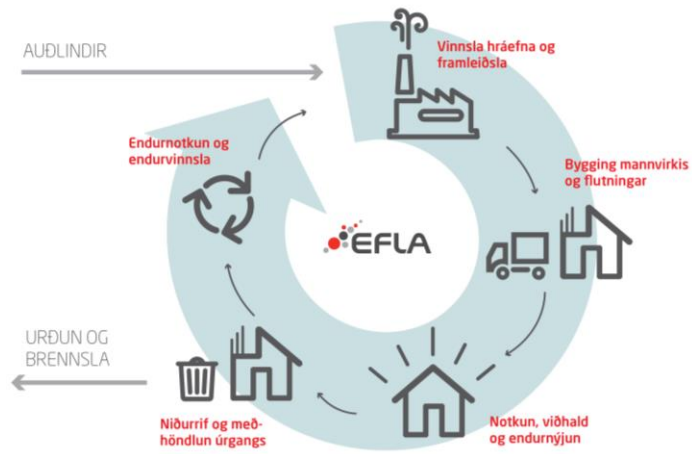 AUÐLINDIR
Vinnsla hráefna og
framleiðsla
Bygging mannvirkis
og flutningar
Notkun, viðhald
og endurnýjun
Niðurrif og með-
höndlun úrgangs
URÐUN OG
BRENNSLA
Endurnotkun og
endurvinnsla
EFLA